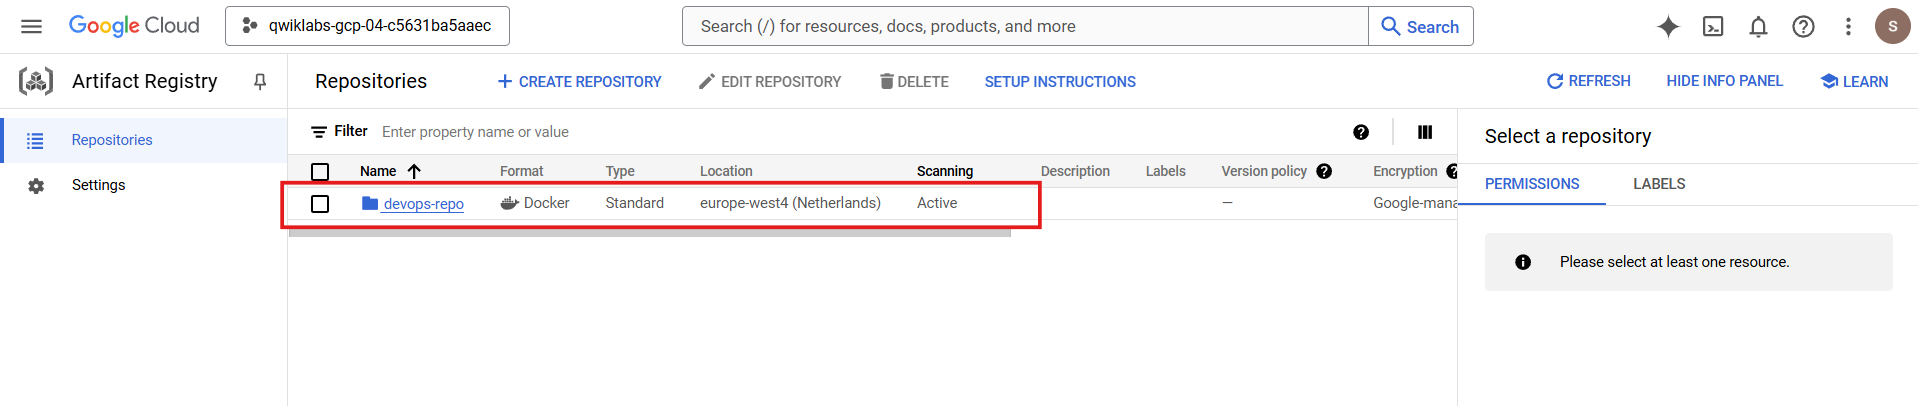 Google Cloud
qwiklabs-gcp-04-c5631ba5aaec
Search (/) for resources, docs, products, and more
Search
S
Artifact Registry
Repositories
CREATE REPOSITORY
EDIT REPOSITORY
DELETE
SETUP INSTRUCTIONS
REFRESH
HIDE INFO PANEL
LEARN
Repositories
Settings
Filter Enter property name or value
Name Format Type Location Scanning Description Labels Version policy Encryption
devops-repo Docker Standard europe-west4 (Netherlands) Active — Google-mana
Select a repository
PERMISSIONS LABELS
Please select at least one resource.